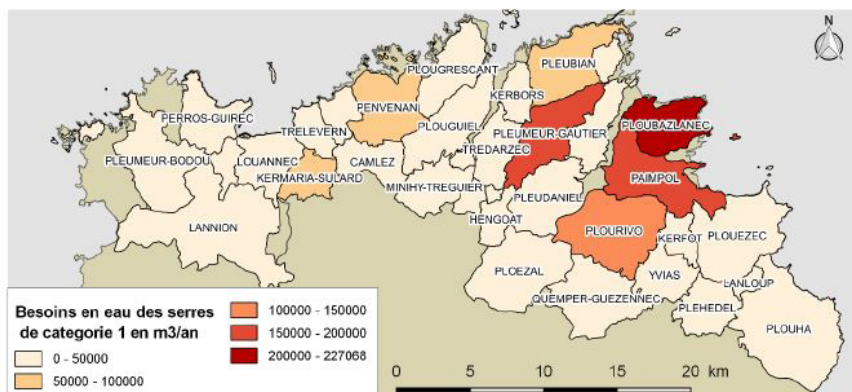 N
PLOUGRESCANT
PLEUBIAN
KERBORS
PENVENAN
PERROS-GUIREC
PLOUBAZLANEC
TRELEVERN
PLOUGUIEL
PLEUMEUR-GAUTIER
TREDARZEC
PLEUMEUR-BODOU
LOUANNEC
CAMLEZ
KERMARIA-SULARD
MINIHY-TREGUIER
PAIMPOL
PLEUDANIEL
HENGOAT
LANNION
PLOURIVO
KERFOT
PLOUEZEC
PLOEZAL
YVIAS
LANLOUP
QUEMPER-GUEZENNEC
PLEHEDEL
PLOUHA
Besoins en eau des serres
de categorie 1 en m3/an
0 - 50000
50000 - 100000
100000 - 150000
150000 - 200000
200000 - 227068
0 5 10 15 20 km